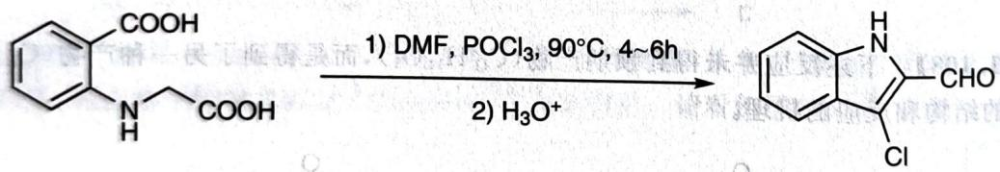 COOH
N
H
COOH
1) DMF, POCl₃, 90°C, 4~6h
2) H₃O⁺
H
N
CHO
Cl